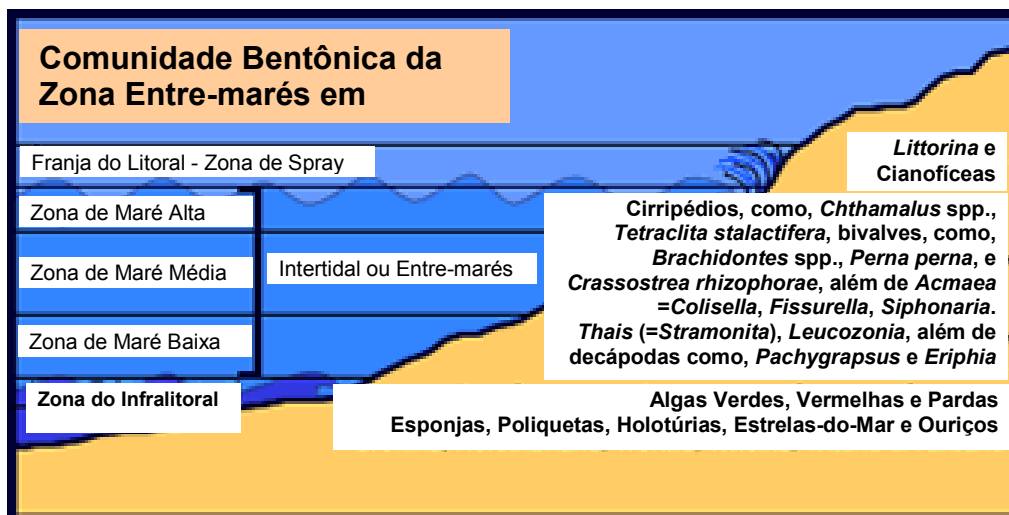 Comunidade Bentônica da
Zona Entre-marés em
Franja do Litoral - Zona de Spray
Littorina e
Cianofíceas
Zona de Maré Alta
Zona de Maré Média
Zona de Maré Baixa
Intertidal ou Entre-marés
Cirripédios, como, Chthamalus spp.,
Tetraclita stalactifera, bivalves, como,
Brachidontes spp., Perna perna, e
Crassostrea rhizophorae, além de Acmaea
=Colisella, Fissurella, Siphonaria.
Thais (=Stramonita), Leucozonia, além de
decápodas como, Pachygrapsus e Eriphia
Zona do Infralitoral
Algas Verdes, Vermelhas e Pardas
Esponjas, Poliquetas, Holotúrias, Estrelas-do-Mar e Ouriços